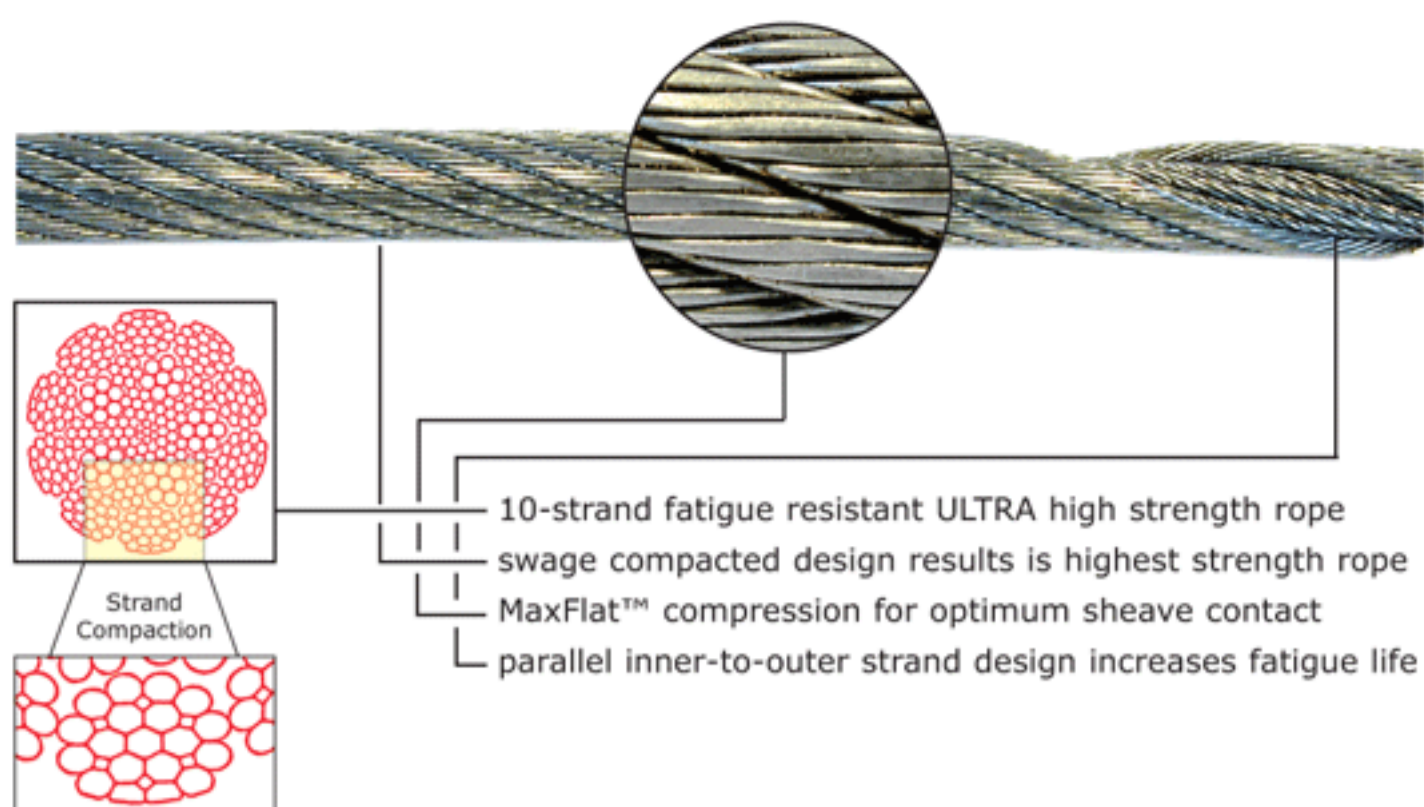 10-strand fatigue resistant ULTRA high strength rope
swage compacted design results is highest strength rope
MaxFlat™ compression for optimum sheave contact
parallel inner-to-outer strand design increases fatigue life
Strand
Compaction